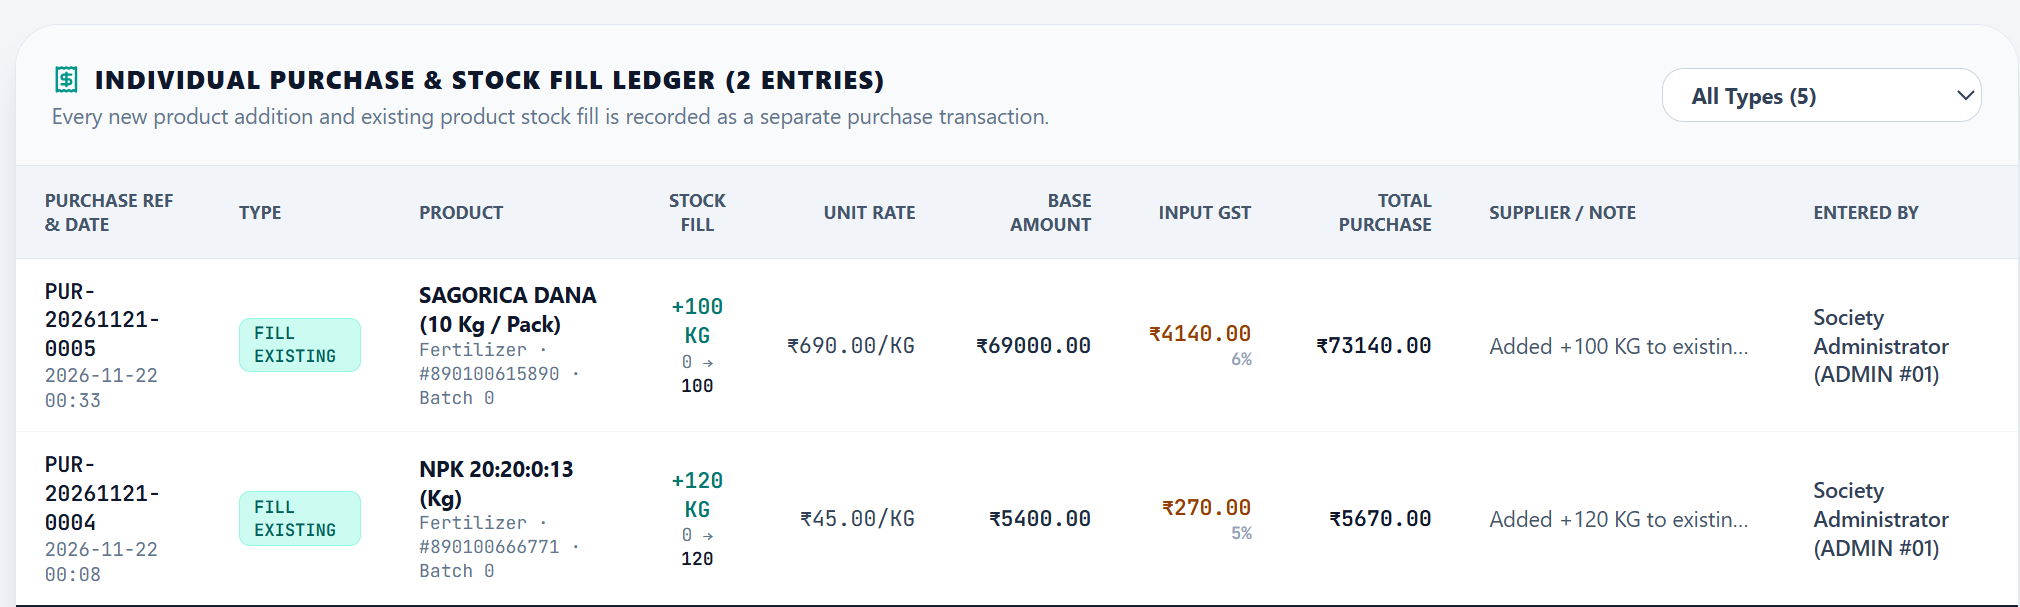 INDIVIDUAL PURCHASE & STOCK FILL LEDGER (2 ENTRIES)
Every new product addition and existing product stock fill is recorded as a separate purchase transaction.
All Types (5)
PURCHASE REF
& DATE
TYPE
PRODUCT
STOCK
FILL
UNIT RATE
BASE
AMOUNT
INPUT GST
TOTAL
PURCHASE
SUPPLIER / NOTE
ENTERED BY
PUR-
20261121-
0005
2026-11-22
00:33
FILL
EXISTING
SAGORICA DANA
(10 Kg / Pack)
Fertilizer ·
#890100615890 ·
Batch 0
+100
KG
0 →
100
₹690.00/KG
₹69000.00
₹4140.00
6%
₹73140.00
Added +100 KG to existin...
Society
Administrator
(ADMIN #01)
PUR-
20261121-
0004
2026-11-22
00:08
FILL
EXISTING
NPK 20:20:0:13
(Kg)
Fertilizer ·
#890100666771 ·
Batch 0
+120
KG
0 →
120
₹45.00/KG
₹5400.00
₹270.00
5%
₹5670.00
Added +120 KG to existin...
Society
Administrator
(ADMIN #01)